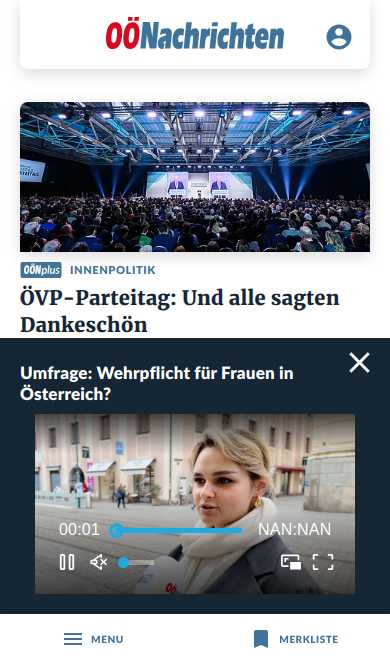 OÖNachrichten
OÖNplus INNENPOLITIK
ÖVP-Parteitag: Und alle sagten
Dankeschön
Umfrage: Wehrpflicht für Frauen in
Österreich?
00:01 NAN:NAN
MENU MERKLISTE